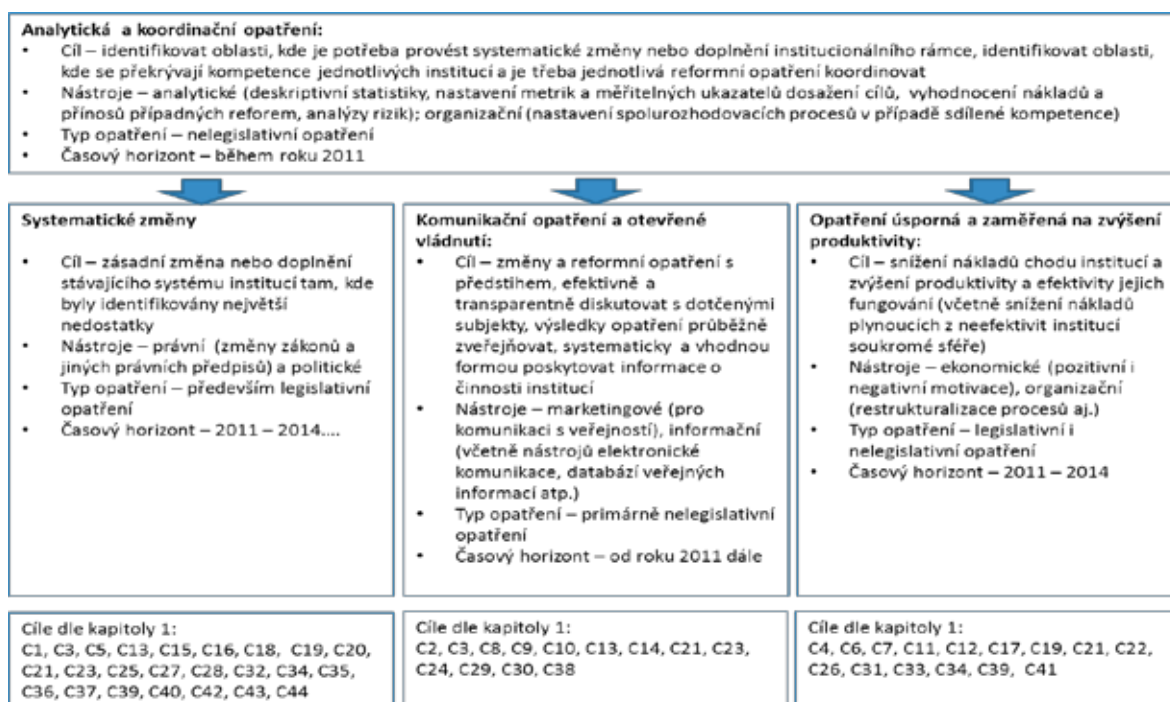 Analytická a koordinační opatření:
• Cíl – identifikovat oblasti, kde je potřeba provést systematické změny nebo doplnění institucionálního rámce, identifikovat oblasti,
kde se překrývají kompetence jednotlivých institucí a je třeba jednotlivá reformní opatření koordinovat
• Nástroje – analytické (deskriptivní statistiky, nastavení metrik a měřitelných ukazatelů dosažení cílů, vyhodnocení nákladů a
přínosů případných reforem, analýzy rizik); organizační (nastavení spolurozhodovacích procesů v případě sdílené kompetence)
• Typ opatření – nelegislativní opatření
• Časový horizont – během roku 2011
Systematické změny
• Cíl – zásadní změna nebo doplnění
stávajícího systému institucí tam, kde
byly identifikovány největší
nedostatky
• Nástroje – právní (změny zákonů a
jiných právních předpisů) a politické
• Typ opatření – především legislativní
opatření
• Časový horizont – 2011 – 2014....
Komunikační opatření a otevřené
vládnutí:
• Cíl – změny a reformní opatření s
předstihem, efektivně a
transparentně diskutovat s dotčenými
subjekty, výsledky opatření průběžně
zveřejňovat, systematicky a vhodnou
formou poskytovat informace o
činnosti institucí
• Nástroje – marketingové (pro
komunikaci s veřejností), informační
(včetně nástrojů elektronické
komunikace, databází veřejných
informací atp.)
• Typ opatření – primárně nelegislativní
opatření
• Časový horizont – od roku 2011 dále
Opatření úsporná a zaměřená na zvýšení
produktivity:
• Cíl – snížení nákladů chodu institucí a
zvýšení produktivity a efektivity jejich
fungování (včetně snížení nákladů
plynoucích z neefektivit institucí
soukromé sféře)
• Nástroje – ekonomické (pozitivní i
negativní motivace), organizační
(restrukturalizace procesů aj.)
• Typ opatření – legislativní i
nelegislativní opatření
• Časový horizont – 2011 – 2014
Cíle dle kapitoly 1:
C1, C3, C5, C13, C15, C16, C18, C19, C20,
C21, C23, C25, C27, C28, C32, C34, C35,
C36, C37, C39, C40, C42, C43, C44
Cíle dle kapitoly 1:
C2, C3, C8, C9, C10, C13, C14, C21, C23,
C24, C29, C30, C38
Cíle dle kapitoly 1:
C4, C6, C7, C11, C12, C17, C19, C21, C22,
C26, C31, C33, C34, C39, C41